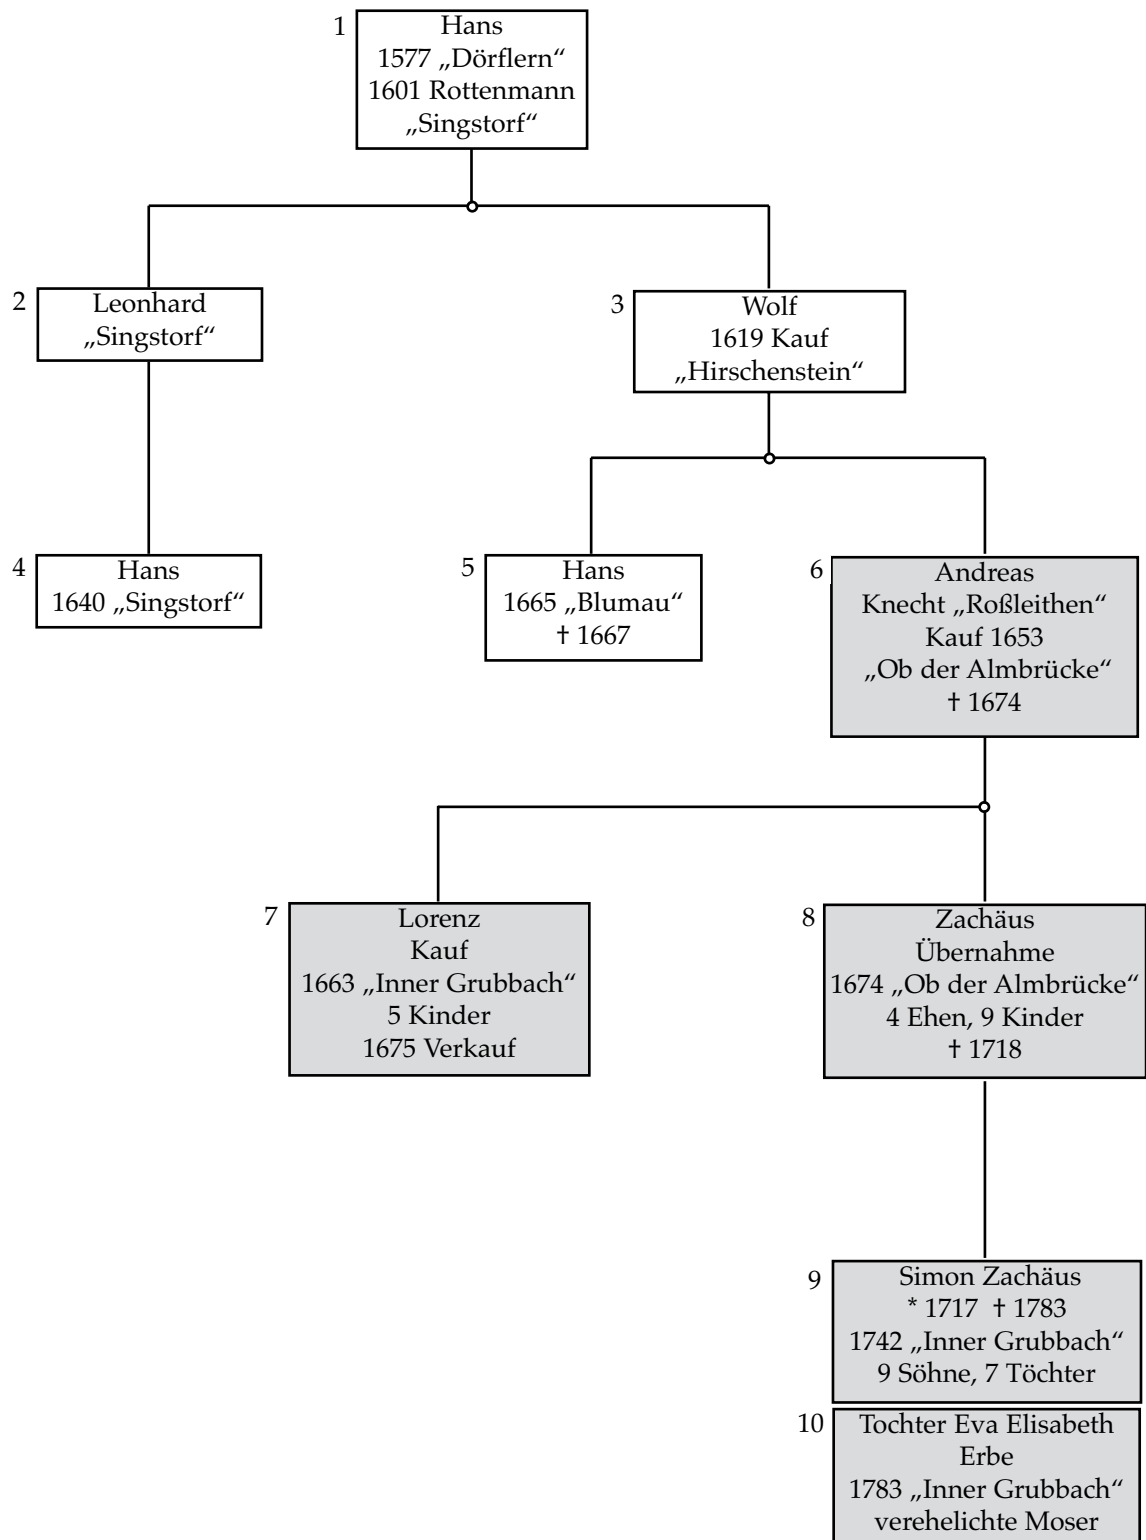 1
Hans
1577 „Dörflern“
1601 Rottenmann
„Singstorf“
2
Leonhard
„Singstorf“
3
Wolf
1619 Kauf
„Hirschenstein“
4
Hans
1640 „Singstorf“
5
Hans
1665 „Blumau“
† 1667
6
Andreas
Knecht „Roßleithen“
Kauf 1653
„Ob der Almbrücke“
† 1674
7
Lorenz
Kauf
1663 „Inner Grubbach“
5 Kinder
1675 Verkauf
8
Zachäus
Übernahme
1674 „Ob der Almbrücke“
4 Ehen, 9 Kinder
† 1718
9
Simon Zachäus
* 1717 † 1783
1742 „Inner Grubbach“
9 Söhne, 7 Töchter
10
Tochter Eva Elisabeth
Erbe
1783 „Inner Grubbach“
verehelichte Moser